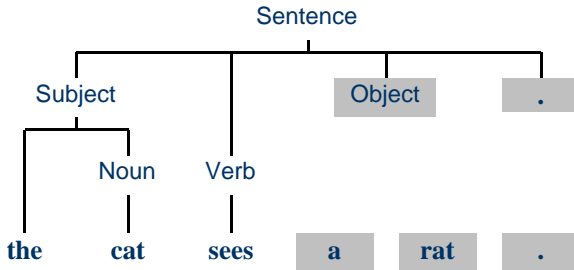 Sentence
Subject Object .
Noun Verb
the cat sees a rat .